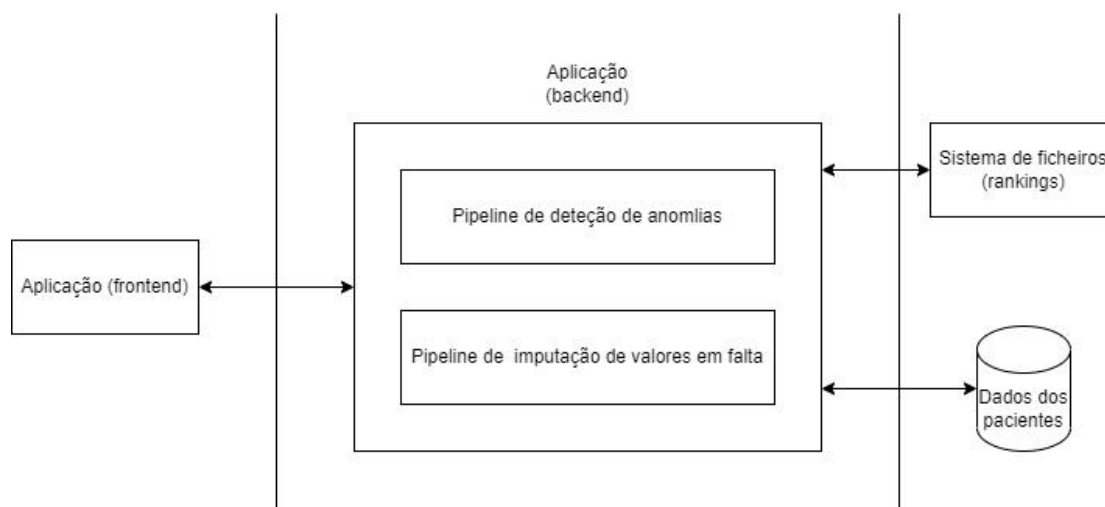 Aplicação
(backend)
Sistema de ficheiros
(rankings)
Pipeline de deteção de anomlias
Aplicação (frontend)
Pipeline de imputação de valores em falta
Dados dos
pacientes